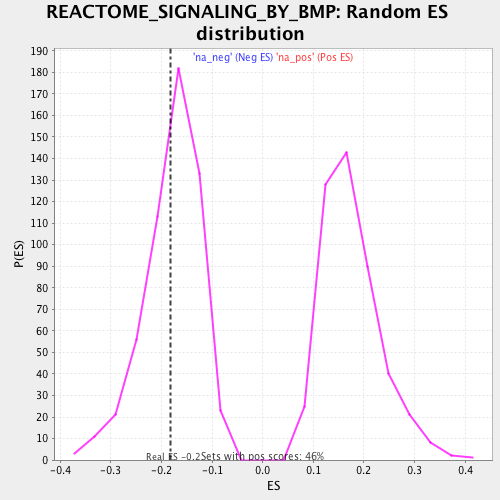 REACTOME_SIGNALING_BY_BMP: Random ES
distribution
'na_neg' (Neg ES) 'na_pos' (Pos ES)
190
180
170
160
150
140
130
120
110
100
90
80
70
60
50
40
30
20
10
0
P(ES)
Real ES -0.2 Sets with pos scores: 46%
-0.4 -0.3 -0.2 -0.1 0.0 0.1 0.2 0.3 0.4
ES